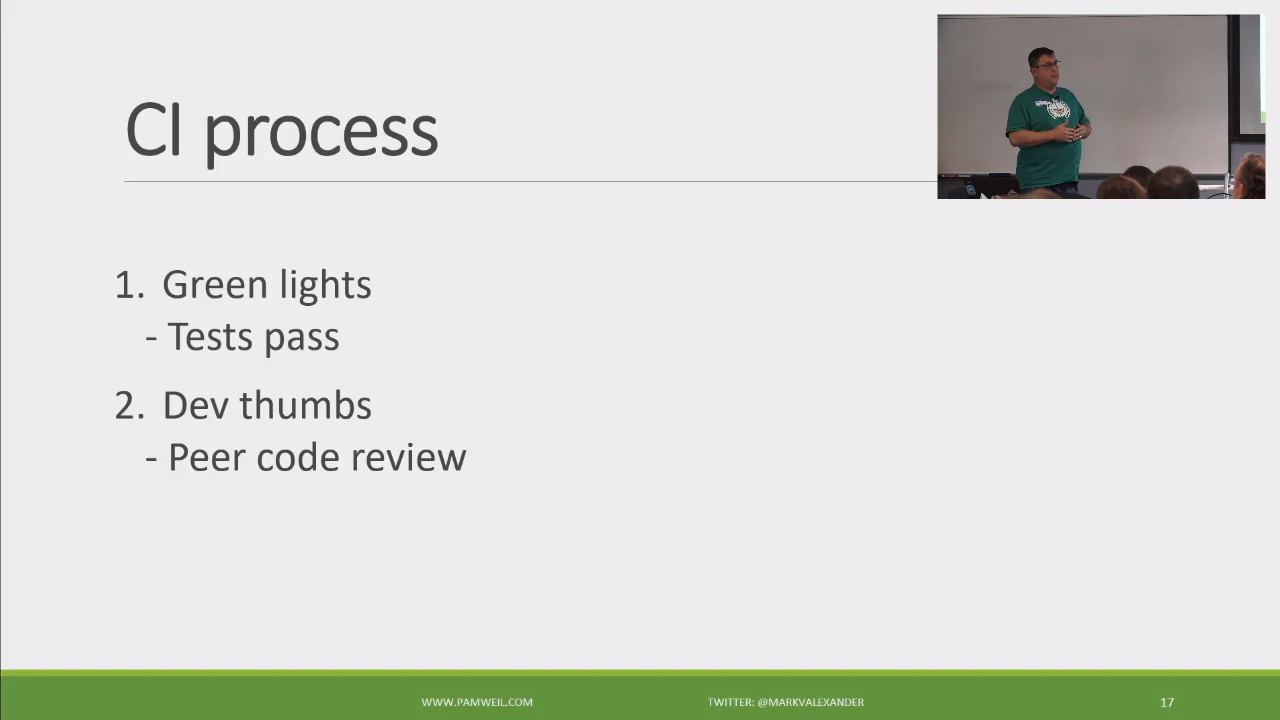 CI process
1. Green lights
- Tests pass
2. Dev thumbs
- Peer code review
WWW.PAMWEIL.COM
TWITTER: @MARKVALEXANDER
17